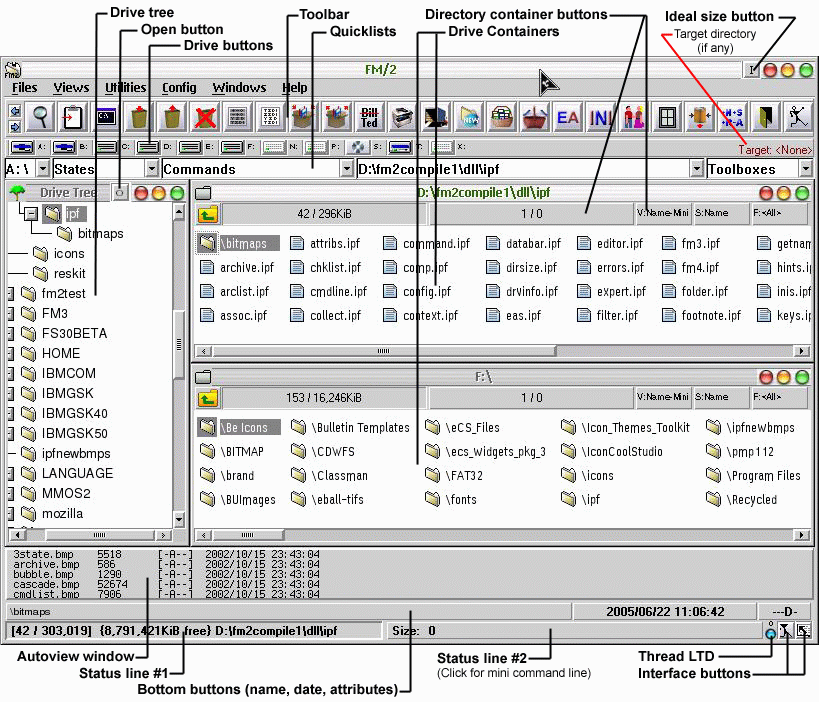 Drive tree
Open button
Drive buttons
Toolbar
Quicklists
Directory container buttons
Drive Containers
Ideal size button
Target directory
(if any)
FM/2
FM/2
I
Files Views Utilities Config Windows Help
C:\
Bill
Ted
NEW
EA
INI
A: B: C: D: E: F: N: P: S: T: X:
Target: <None>
A:\
States
Commands
D:\fm2compile1\dll\ipf
Toolboxes
Drive Tree
o
ipf
bitmaps
icons
reskit
fm2test
FM3
FS30BETA
HOME
IBMCOM
IBMGSK
IBMGSK40
IBMGSK50
ipfnewbmps
LANGUAGE
MMOS2
mozilla
D:\fm2compile1\dll\ipf
42 / 296KiB
1 / 0
V:Name·Mini
S:Name
F:<All>
\bitmaps attribs.ipf command.ipf databar.ipf editor.ipf fm3.ipf getnam
archive.ipf chklist.ipf comp.ipf dirsize.ipf errors.ipf fm4.ipf hints.i
arclist.ipf cmdline.ipf config.ipf drvinfo.ipf expert.ipf folder.ipf inis.ipf
assoc.ipf collect.ipf context.ipf eas.ipf filter.ipf footnote.ipf keys.i
F:\
153 / 16,246KiB
1 / 0
V:Name·Mini
S:Name
F:<All>
\Be Icons \Bulletin Templates \eCS_Files \Icon_Themes_Toolkit \ipfnewbmps
\BITMAP \CDWFS \ecs_widgets_pkg_3 \IconCoolStudio \pmp112
\brand \Classman \FAT32 \icons \Program Files
\BUImages \eball-tifs \fonts \ipf \Recycled
3state.bmp 5518 [-A--] 2002/10/15 23:43:04
archive.bmp 586 [-A--] 2002/10/15 23:43:04
bubble.bmp 1290 [-A--] 2002/10/15 23:43:04
cascade.bmp 52674 [-A--] 2002/10/15 23:43:04
cmdlist.bmp 7906 [-A--] 2002/10/15 23:43:04
\bitmaps
2005/06/22 11:06:42
---D-
[42 / 303,019] {8,791,421KiB free} D:\fm2compile1\dll\ipf
Size: 0
Autoview window
Status line #1
Bottom buttons (name, date, attributes)
Status line #2
(Click for mini command line)
Thread LTD
Interface buttons